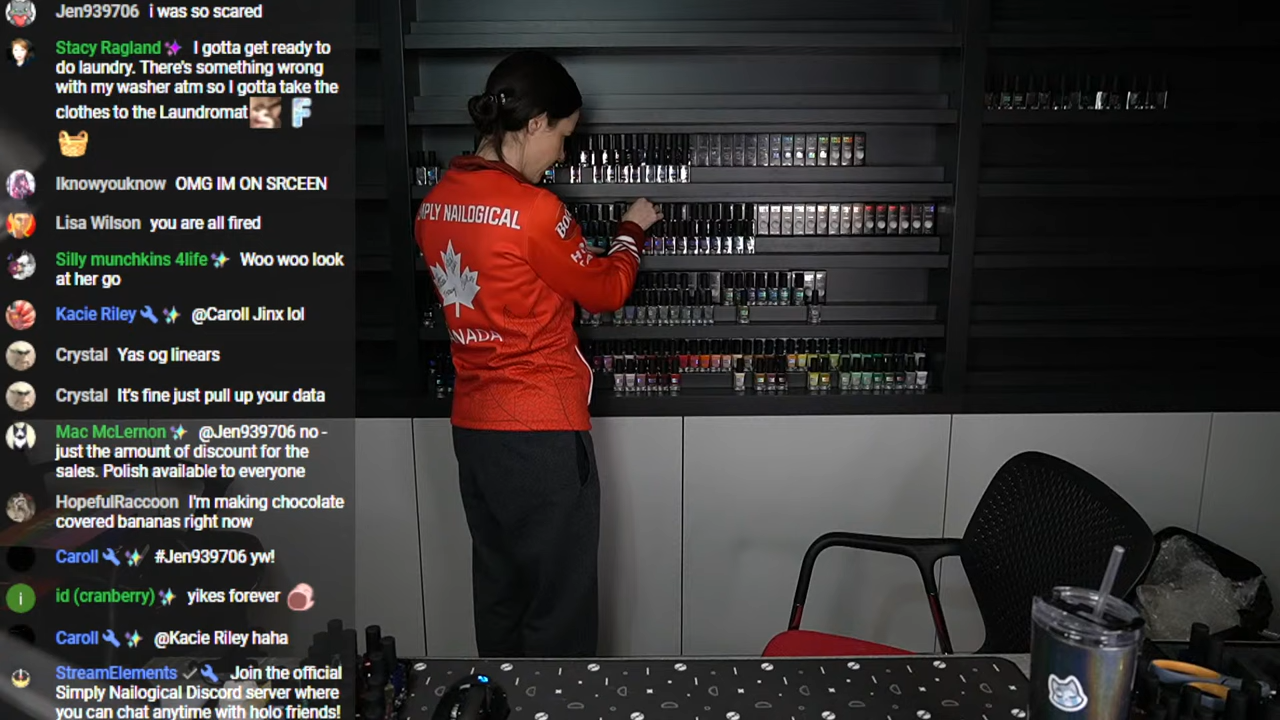 Jen939706 i was so scared
Stacy Ragland I gotta get ready to
do laundry. There's something wrong
with my washer atm so I gotta take the
clothes to the Laundromat
Iknowyouknow OMG IM ON SRCEEN
Lisa Wilson you are all fired
Silly munchkins 4life Woo woo look
at her go
Kacie Riley @Caroll Jinx lol
Crystal Yas og linears
Crystal It's fine just pull up your data
Mac McLernon @Jen939706 no -
just the amount of discount for the
sales. Polish available to everyone
HopefulRaccoon I'm making chocolate
covered bananas right now
Caroll #Jen939706 yw!
id (cranberry) yikes forever
Caroll @Kacie Riley haha
StreamElements Join the official
Simply Nailogical Discord server where
you can chat anytime with holo friends!
MPLY NAILOGICAL
NADA